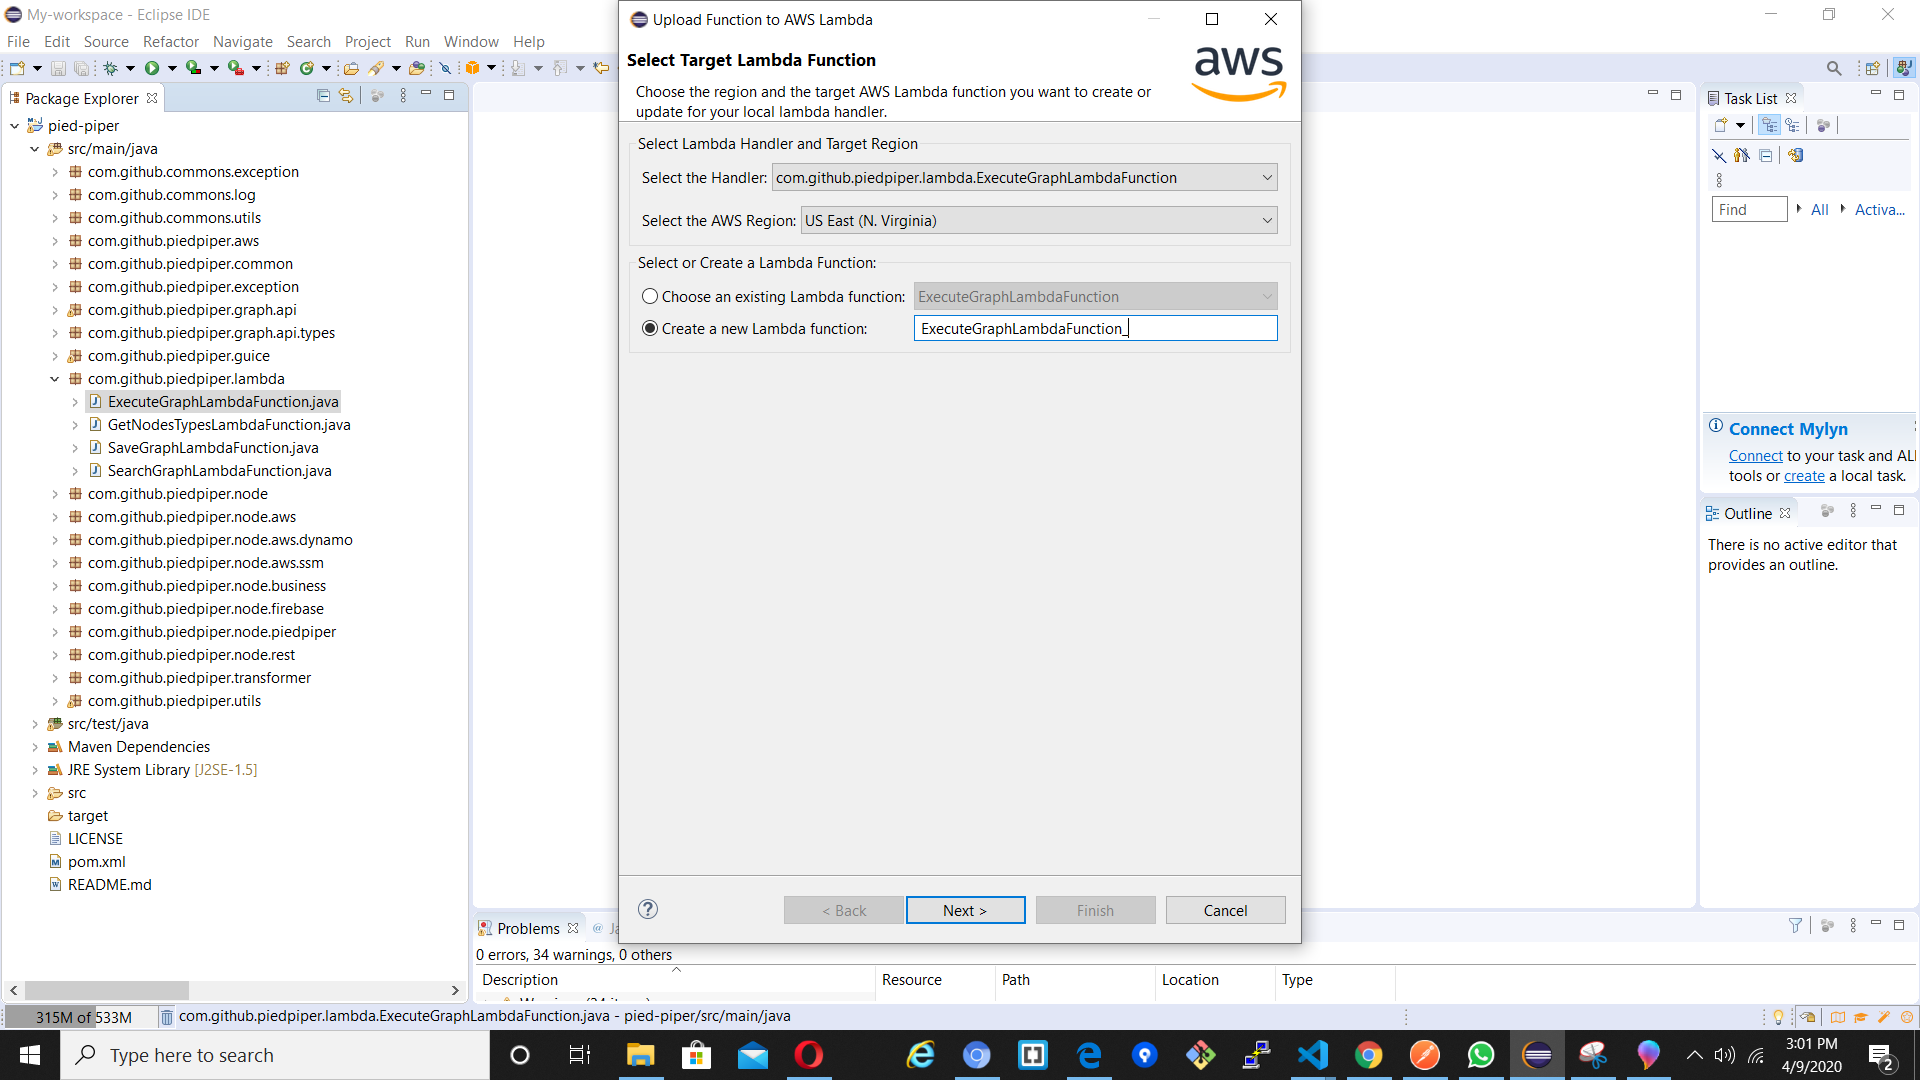 My-workspace - Eclipse IDE
File Edit Source Refactor Navigate Search Project Run Window Help
Package Explorer
pied-piper
src/main/java
com.github.commons.exception
com.github.commons.log
com.github.commons.utils
com.github.piedpiper.aws
com.github.piedpiper.common
com.github.piedpiper.exception
com.github.piedpiper.graph.api
com.github.piedpiper.graph.api.types
com.github.piedpiper.guice
com.github.piedpiper.lambda
ExecuteGraphLambdaFunction.java
GetNodesTypesLambdaFunction.java
SaveGraphLambdaFunction.java
SearchGraphLambdaFunction.java
com.github.piedpiper.node
com.github.piedpiper.node.aws
com.github.piedpiper.node.aws.dynamo
com.github.piedpiper.node.aws.ssm
com.github.piedpiper.node.business
com.github.piedpiper.node.firebase
com.github.piedpiper.node.piedpiper
com.github.piedpiper.node.rest
com.github.piedpiper.transformer
com.github.piedpiper.utils
src/test/java
Maven Dependencies
JRE System Library [J2SE-1.5]
src
target
LICENSE
pom.xml
README.md
Upload Function to AWS Lambda
Select Target Lambda Function
Choose the region and the target AWS Lambda function you want to create or
update for your local lambda handler.
aws
Select Lambda Handler and Target Region
Select the Handler: com.github.piedpiper.lambda.ExecuteGraphLambdaFunction
Select the AWS Region: US East (N. Virginia)
Select or Create a Lambda Function:
Choose an existing Lambda function: ExecuteGraphLambdaFunction
Create a new Lambda function: ExecuteGraphLambdaFunction_
< Back Next > Finish Cancel
Task List
Find All Activa...
Connect Mylyn
Connect to your task and AL
tools or create a local task.
Outline
There is no active editor that
provides an outline.
Problems @ Ja
0 errors, 34 warnings, 0 others
Description Resource Path Location Type
315M of 533M com.github.piedpiper.lambda.ExecuteGraphLambdaFunction.java - pied-piper/src/main/java
Type here to search
3:01 PM
4/9/2020
2